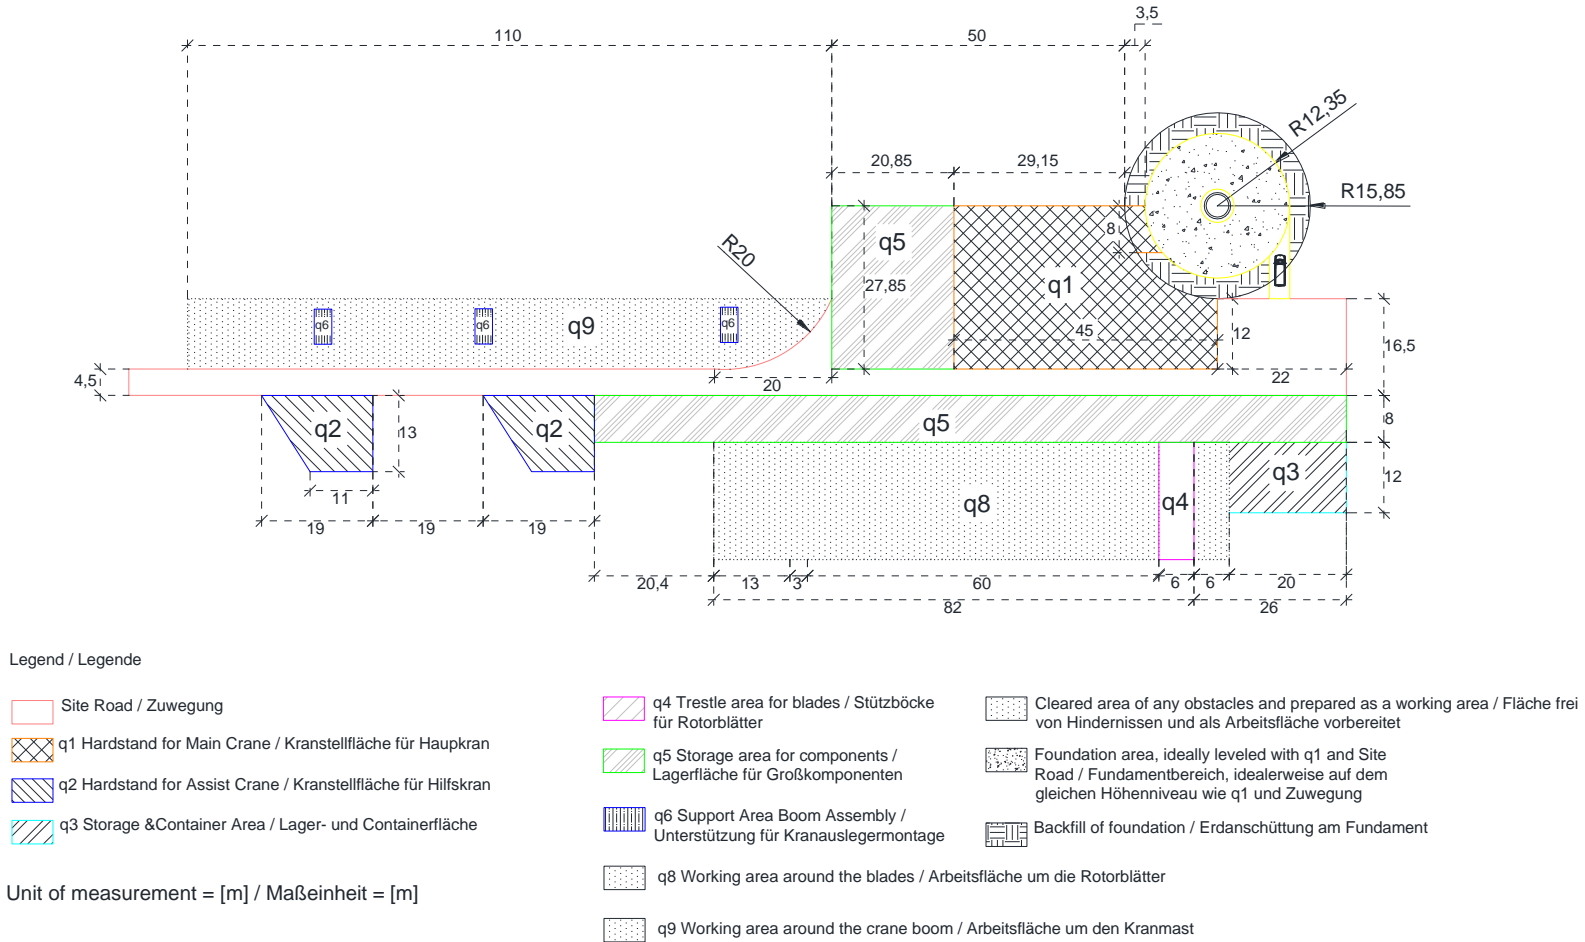 3,5
110
50
R12,35
20,85
29,15
R15,85
8
q5
R20
27,85
q1
q6
q6
q6
q9
45
12
16,5
4,5
20
22
q2
13
q2
q5
8
11
q8
q4
q3
12
19
19
19
20,4
13
3
60
6
6
20
82
26
Legend / Legende
Site Road / Zuwegung
q1 Hardstand for Main Crane / Kranstellfläche für Haupkran
q2 Hardstand for Assist Crane / Kranstellfläche für Hilfskran
q3 Storage &Container Area / Lager- und Containerfläche
Unit of measurement = [m] / Maßeinheit = [m]
q4 Trestle area for blades / Stützböcke
für Rotorblätter
q5 Storage area for components /
Lagerfläche für Großkomponenten
q6 Support Area Boom Assembly /
Unterstützung für Kranauslegermontage
q8 Working area around the blades / Arbeitsfläche um die Rotorblätter
q9 Working area around the crane boom / Arbeitsfläche um den Kranmast
Cleared area of any obstacles and prepared as a working area / Fläche frei
von Hindernissen und als Arbeitsfläche vorbereitet
Foundation area, ideally leveled with q1 and Site
Road / Fundamentbereich, idealerweise auf dem
gleichen Höhenniveau wie q1 und Zuwegung
Backfill of foundation / Erdanschüttung am Fundament